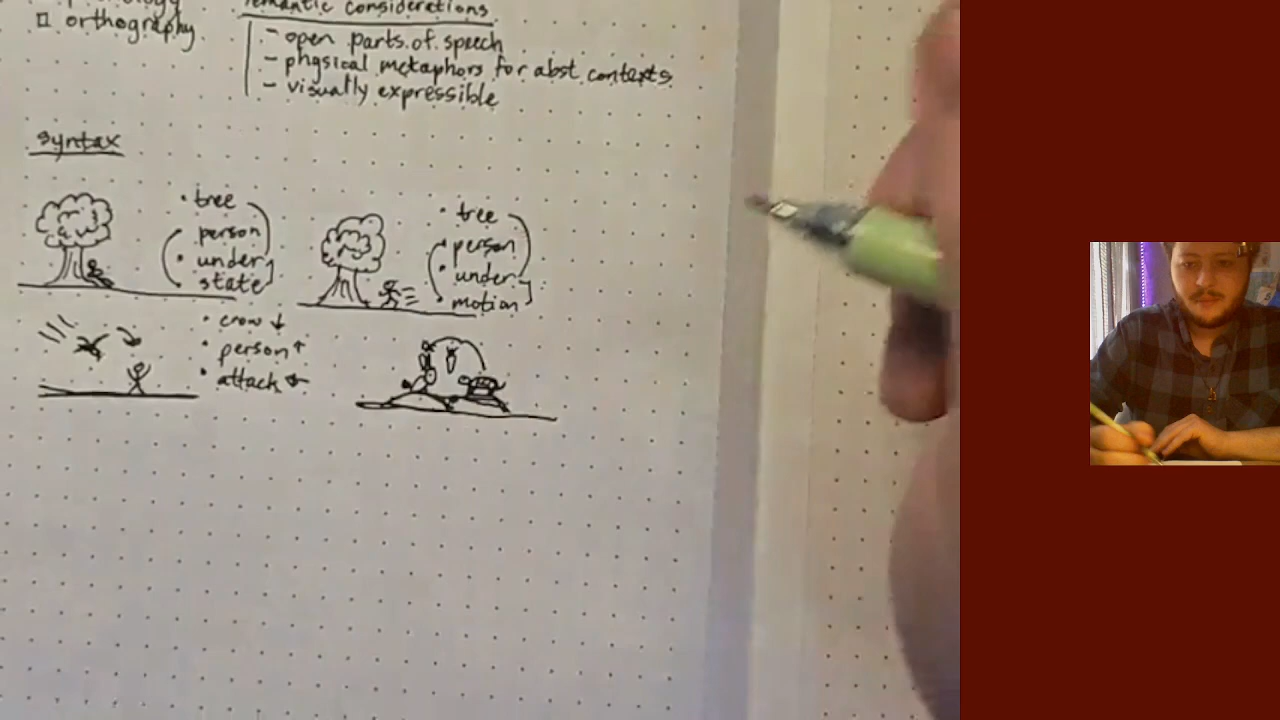 orthography
semantic considerations
- open parts of speech
- physical metaphors for abst contexts
- visually expressible
syntax
• tree
person
• under
state
• tree
• person
• under
motion
• crow ↓
• person ↑
• attack ←